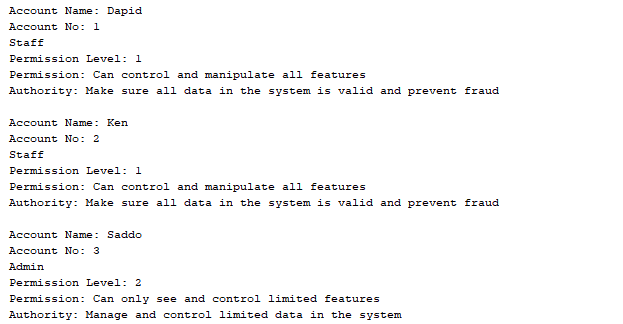 Account Name: Dapid
Account No: 1
Staff
Permission Level: 1
Permission: Can control and manipulate all features
Authority: Make sure all data in the system is valid and prevent fraud
Account Name: Ken
Account No: 2
Staff
Permission Level: 1
Permission: Can control and manipulate all features
Authority: Make sure all data in the system is valid and prevent fraud
Account Name: Saddo
Account No: 3
Admin
Permission Level: 2
Permission: Can only see and control limited features
Authority: Manage and control limited data in the system